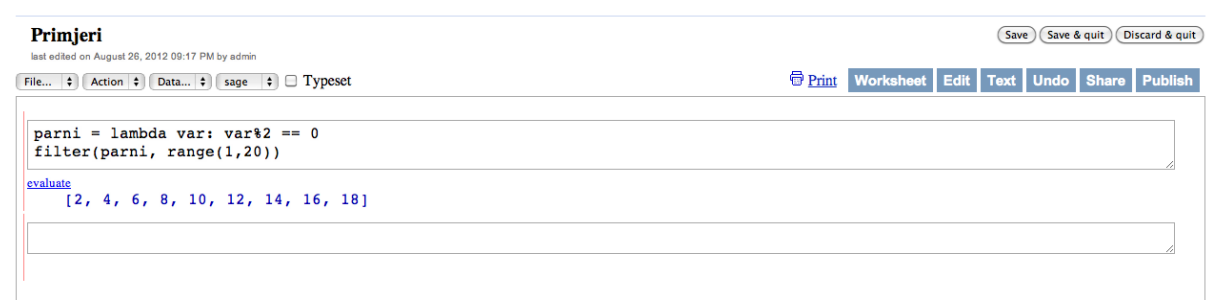 Primjeri
Save Save & quit Discard & quit
last edited on August 26, 2012 09:17 PM by admin
File... Action Data... sage Typeset Print Worksheet Edit Text Undo Share Publish
parni = lambda var: var%2 == 0
filter(parni, range(1,20))
evaluate
[2, 4, 6, 8, 10, 12, 14, 16, 18]